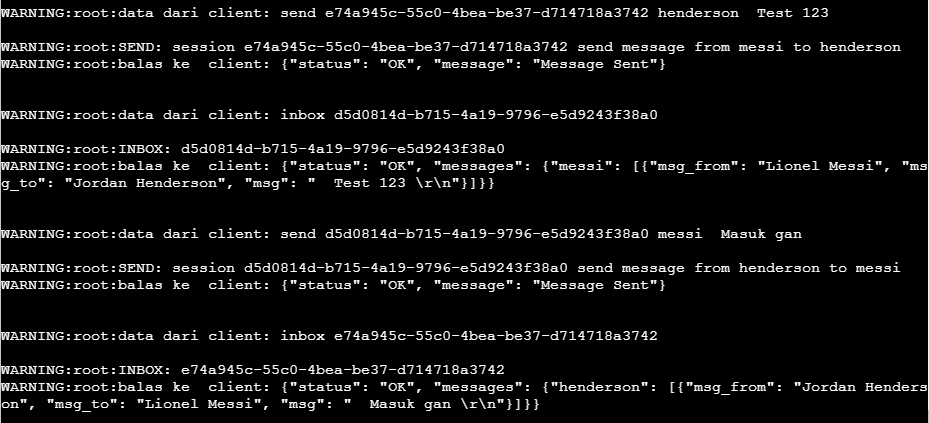 WARNING:root:data dari client: send e74a945c-55c0-4bea-be37-d714718a3742 henderson  Test 123
WARNING:root:SEND: session e74a945c-55c0-4bea-be37-d714718a3742 send message from messi to henderson
WARNING:root:balas ke  client: {"status": "OK", "message": "Message Sent"}
WARNING:root:data dari client: inbox d5d0814d-b715-4a19-9796-e5d9243f38a0
WARNING:root:INBOX: d5d0814d-b715-4a19-9796-e5d9243f38a0
WARNING:root:balas ke  client: {"status": "OK", "messages": {"messi": [{"msg_from": "Lionel Messi", "ms
g_to": "Jordan Henderson", "msg": "  Test 123 \r\n"}]}}
WARNING:root:data dari client: send d5d0814d-b715-4a19-9796-e5d9243f38a0 messi  Masuk gan
WARNING:root:SEND: session d5d0814d-b715-4a19-9796-e5d9243f38a0 send message from henderson to messi
WARNING:root:balas ke  client: {"status": "OK", "message": "Message Sent"}
WARNING:root:data dari client: inbox e74a945c-55c0-4bea-be37-d714718a3742
WARNING:root:INBOX: e74a945c-55c0-4bea-be37-d714718a3742
WARNING:root:balas ke  client: {"status": "OK", "messages": {"henderson": [{"msg_from": "Jordan Henders
on", "msg_to": "Lionel Messi", "msg": "  Masuk gan \r\n"}]}}